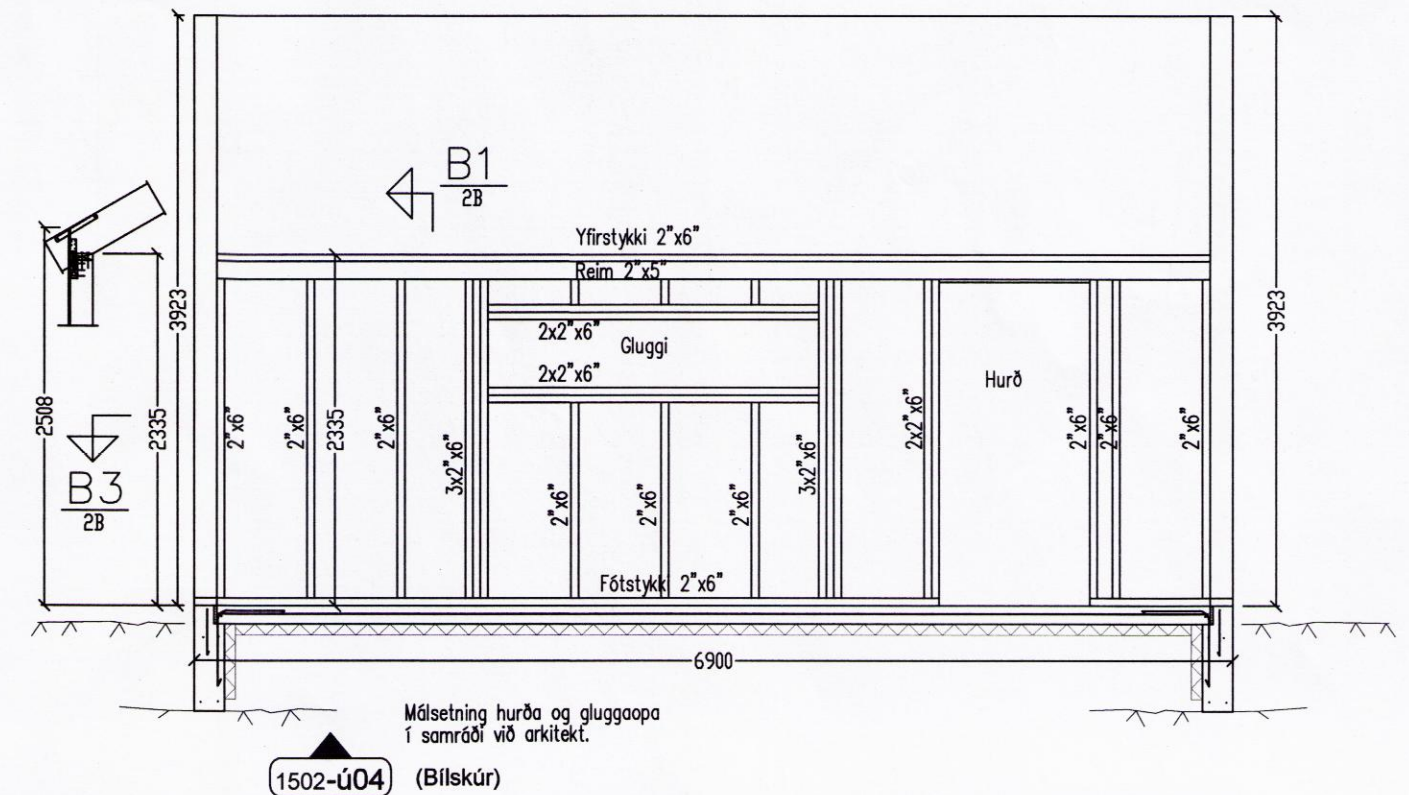 B1
2B
Yfirstykki 2"x6"
Reim 2"x5"
3923
3923
2x2"x6"
Gluggi
2x2"x6"
Hurð
2508
2335
2335
B3
2B
2"x6"
2"x6"
2"x6"
3x2"x6"
2"x6"
2"x6"
2"x6"
3x2"x6"
2x2"x6"
2"x6"
2"x6"
2"x6"
Fótstykki 2"x6"
6900
Málsetning hurða og gluggaopa
í samráði við arkitekt.
1502-ú04 (Bílskúr)